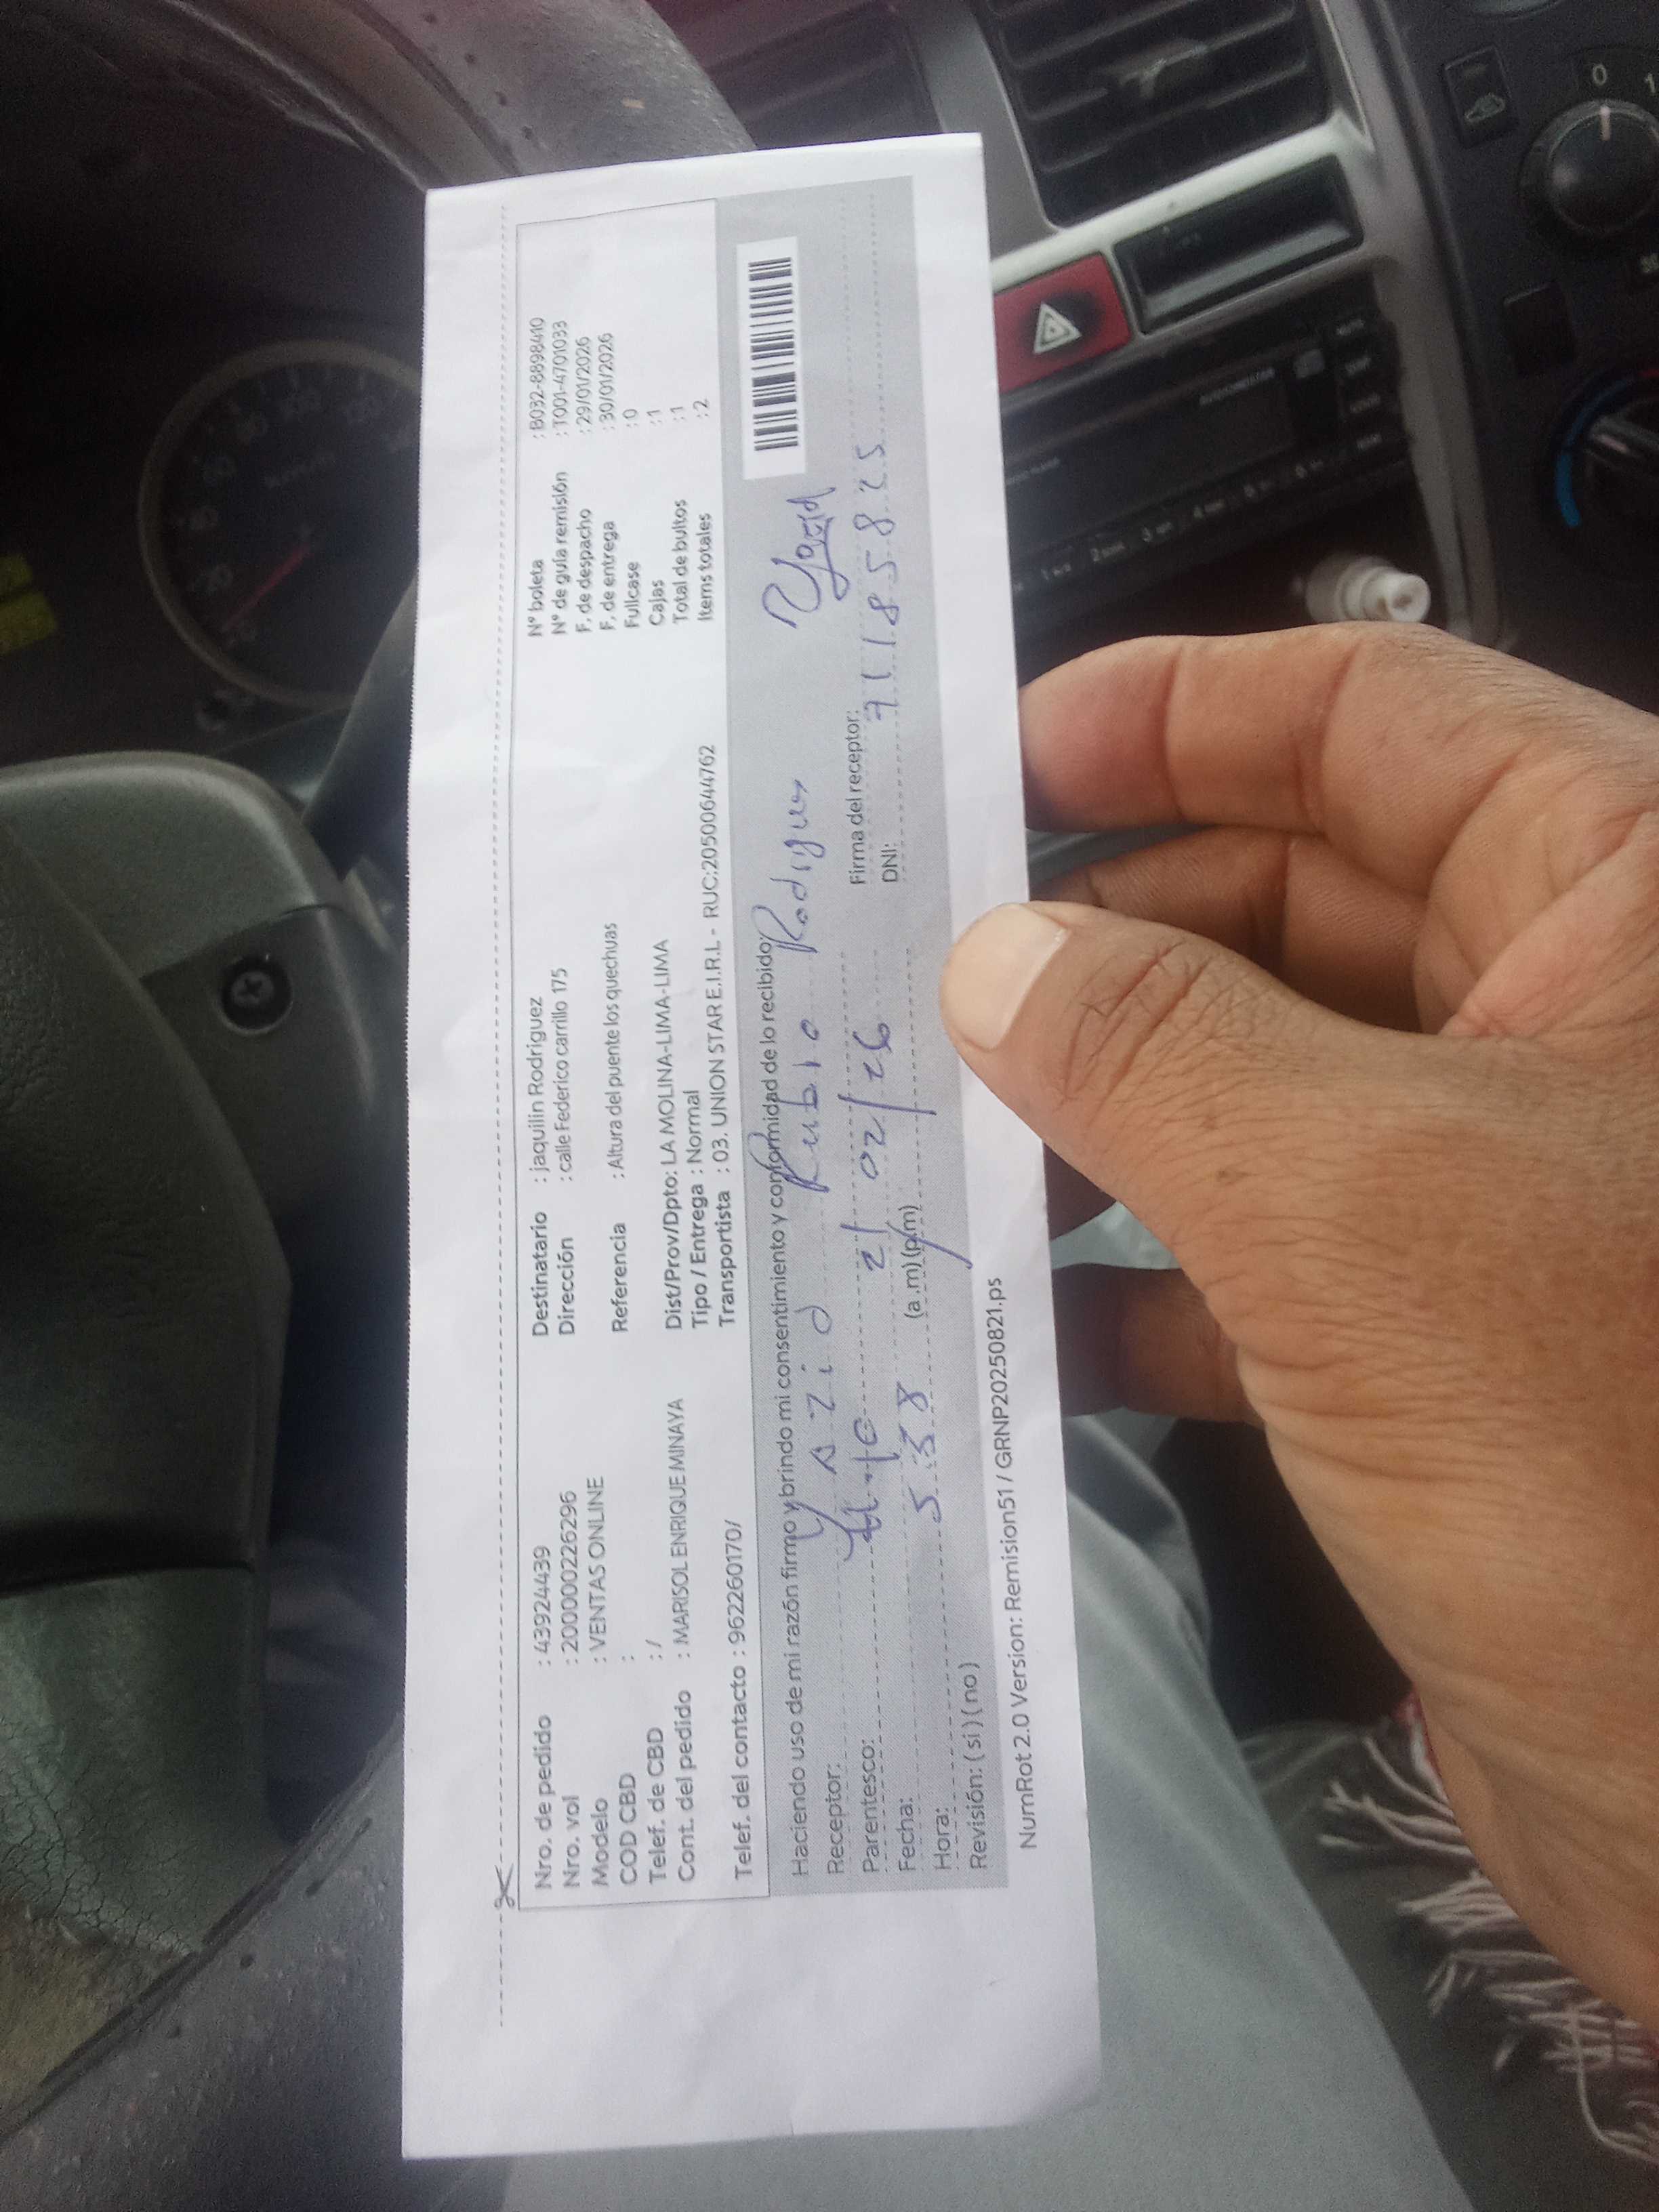 Nro. de pedido : 43924439
Nro. vol : 200000226296
Modelo : VENTAS ONLINE
COD CBD :
Telef. de CBD : /
Cont. del pedido : MARISOL ENRIQUE MINAYA
Telef. del contacto : 962260170/
Destinatario : jaquilin Rodriguez
Dirección : calle Federico carrillo 175
Referencia : Altura del puente los quechuas
Dist/Prov/Dpto: LA MOLINA-LIMA-LIMA
Tipo / Entrega : Normal
Transportista : 03. UNION STAR E.I.R.L - RUC:20500644762
N° boleta : B032-8898410
N° de guía remisión : T001-4701033
F. de despacho : 29/01/2026
F. de entrega : 30/01/2026
Fullcase : 0
Cajas : 1
Total de bultos : 1
Items totales : 2
Haciendo uso de mi razón firmo y brindo mi consentimiento y conformidad de lo recibido:
Receptor: Yazid Rubio Rodriguez
Parentesco:
Fecha: 21/02/26
Hora: 5:38 (a.m)(p.m)
Revisión: (si)(no)
Firma del receptor: Yazid
DNI: 71185825
NumRot 2.0 Version: Remision51 / GRNP20250821.ps
0 1